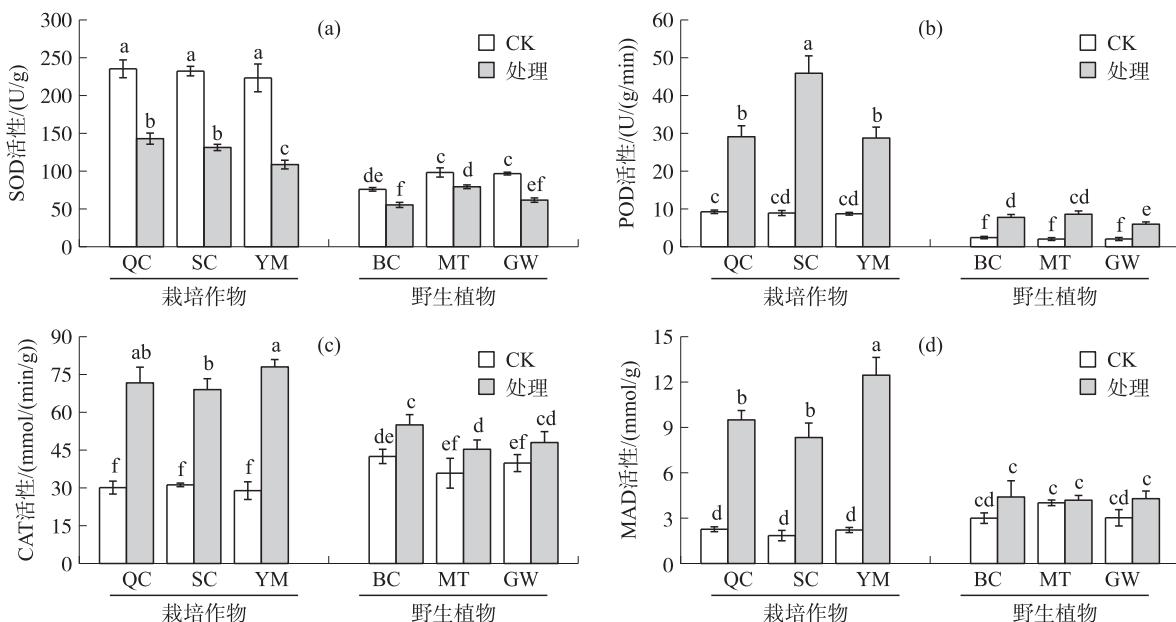 (a)
SOD活性/(U/g)
300
250
200
150
100
50
0
CK
处理
a
a
a
b
b
c
de
f
c
d
c
ef
QC SC YM BC MT GW
栽培作物 野生植物
(b)
POD活性/(U/(g/min))
60
50
40
30
20
10
0
CK
处理
c
b
cd
a
cd
b
f
d
f
cd
f
e
QC SC YM BC MT GW
栽培作物 野生植物
(c)
CAT活性/(mmol/(min/g))
90
75
60
45
30
15
0
CK
处理
f
ab
f
b
f
a
de
c
ef
d
ef
cd
QC SC YM BC MT GW
栽培作物 野生植物
(d)
MAD活性/(mmol/g)
15
12
9
6
3
0
CK
处理
d
b
d
b
d
a
cd
c
c
c
cd
c
QC SC YM BC MT GW
栽培作物 野生植物